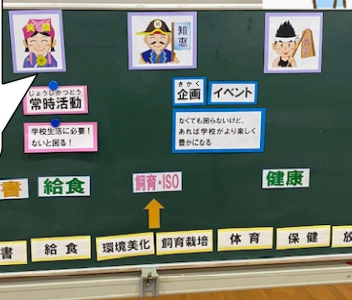 笑顔
知恵
じょうじかつどう
常時活動
学校生活に必要!
ないと困る!
きかく
企画
イベント
なくても困らないけど、
あれば学校がより楽しく
豊かになる
書
給食
飼育・ISO
健康
書
給食
環境美化
飼育栽培
体育
保健
放